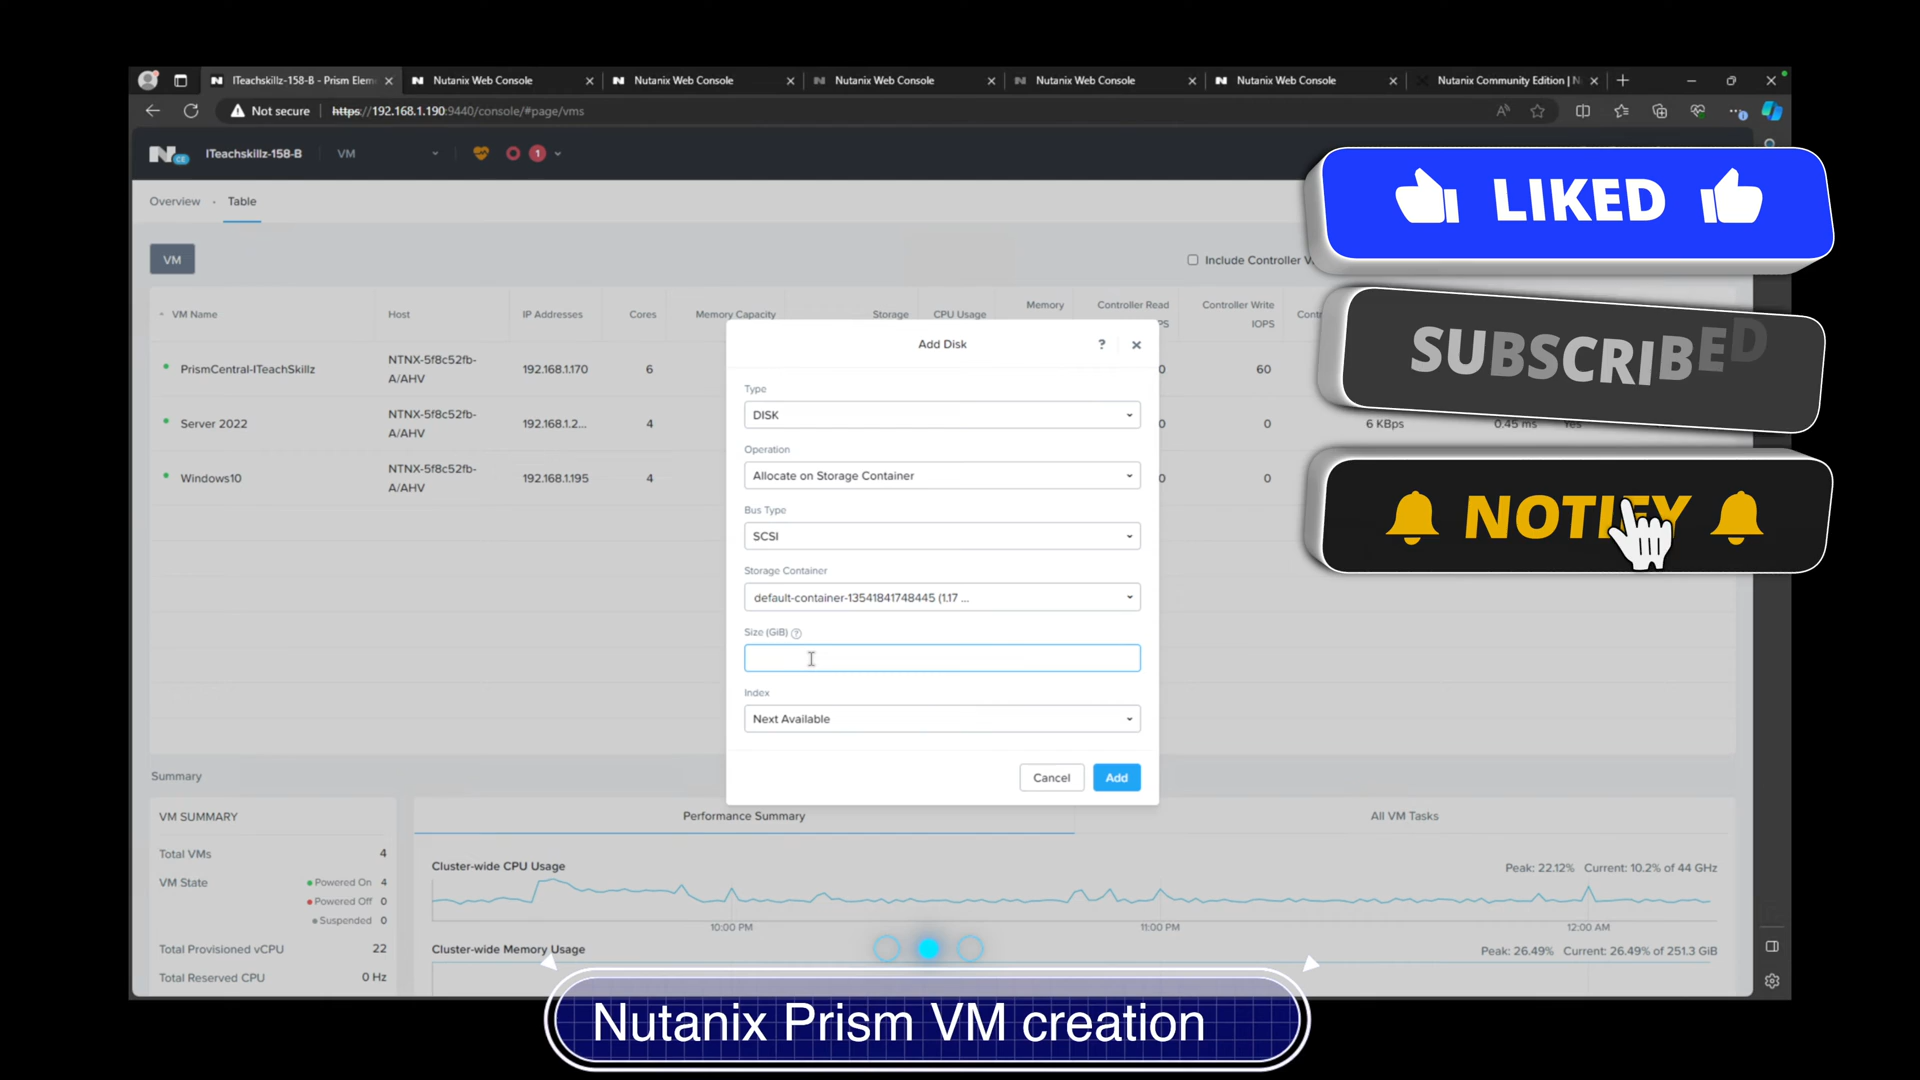 ITeachskillz-158-B - Prism Elem
Nutanix Web Console
Nutanix Web Console
Nutanix Web Console
Nutanix Web Console
Nutanix Web Console
Nutanix Community Edition | N
Not secure
https://192.168.1.190:9440/console/#page/vms
ITeachskillz-158-B
VM
1
Overview
Table
VM
Include Controller V
VM Name
Host
IP Addresses
Cores
Memory Capacity
Storage
CPU Usage
Memory
Controller Read
PS
Controller Write
IOPS
Cont
PrismCentral-ITeachSkillz
NTNX-5f8c52fb-
A/AHV
192.168.1.170
6
0
60
Server 2022
NTNX-5f8c52fb-
A/AHV
192.168.1.2...
4
0
0
6 KBps
0.45 ms
Yes
Windows10
NTNX-5f8c52fb-
A/AHV
192.168.1.195
4
0
0
Add Disk
?
Type
DISK
Operation
Allocate on Storage Container
Bus Type
SCSI
Storage Container
default-container-13541841748445 (1.17 ...
Size (GiB) ?
Index
Next Available
Cancel
Add
LIKED
SUBSCRIBED
NOTIFY
Summary
VM SUMMARY
Total VMs 4
VM State
Powered On 4
Powered Off 0
Suspended 0
Total Provisioned vCPU 22
Total Reserved CPU 0 Hz
Performance Summary
All VM Tasks
Cluster-wide CPU Usage
Peak: 22.12% Current: 10.2% of 44 GHz
10:00 PM
11:00 PM
12:00 AM
Cluster-wide Memory Usage
Peak: 26.49% Current: 26.49% of 251.3 GiB
Nutanix Prism VM creation